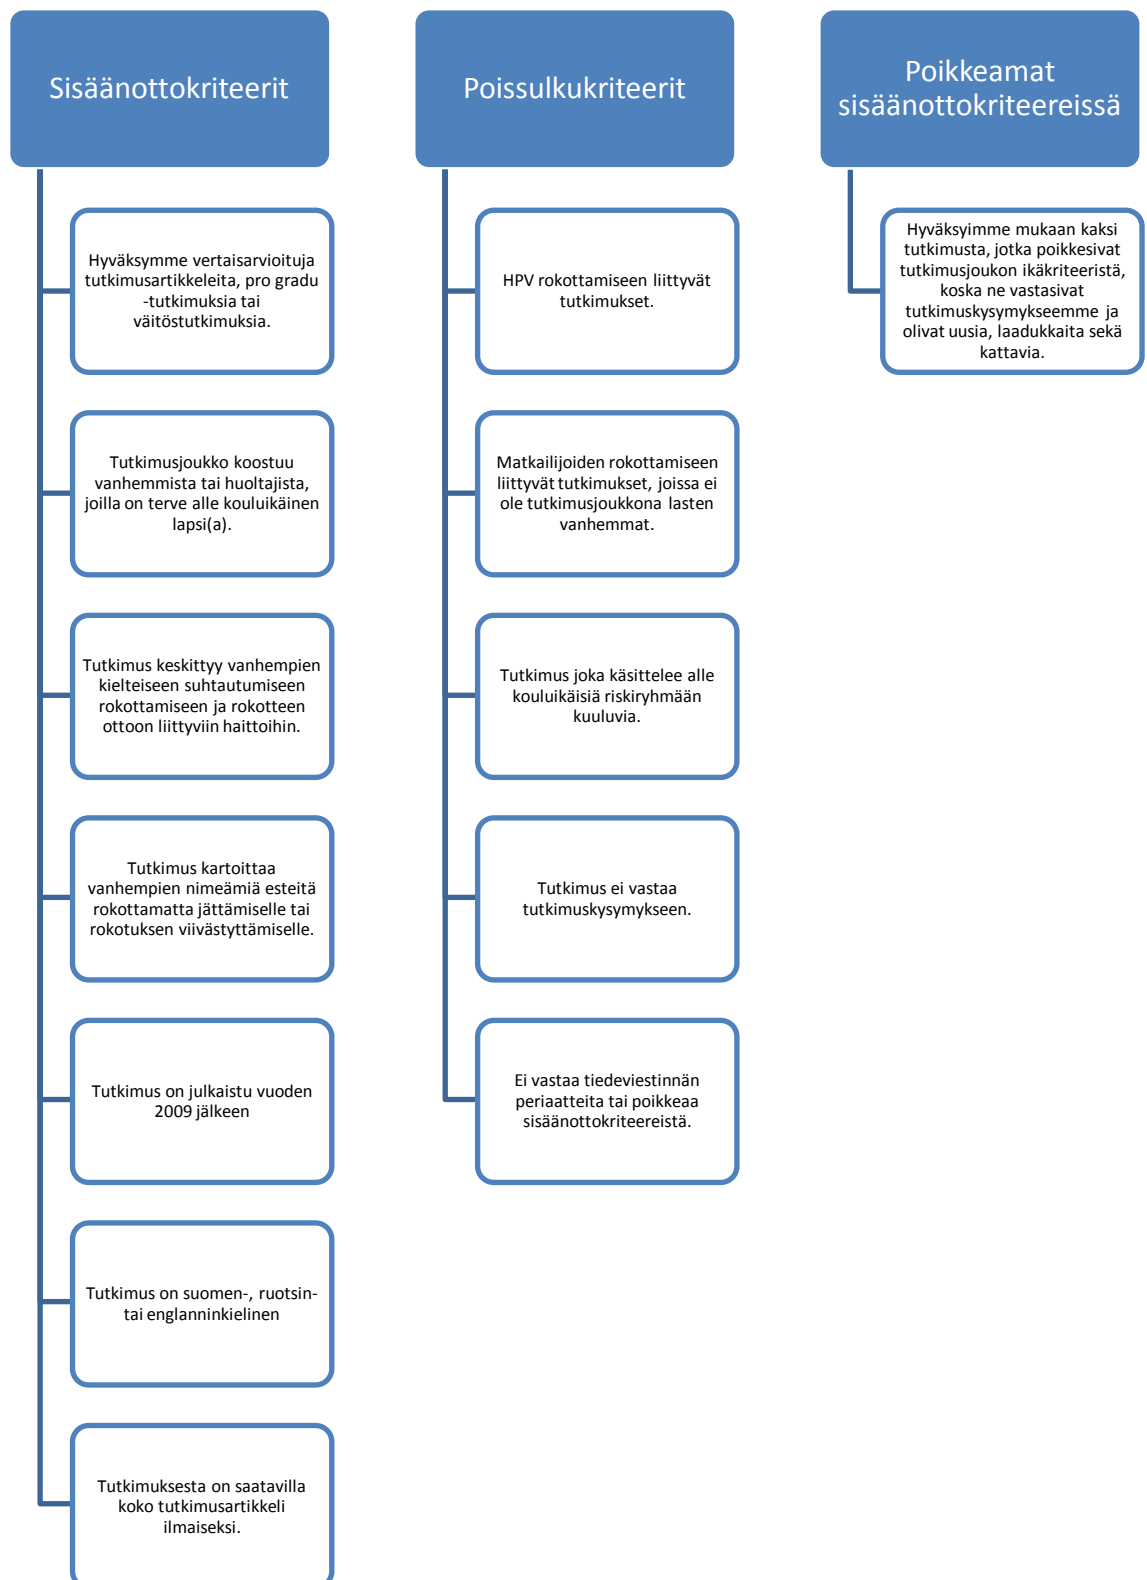 Sisäänottokriteerit
Hyväksymme vertaisarvioituja
tutkimusartikkeleita, pro gradu
-tutkimuksia tai
väitöstutkimuksia.
Tutkimusjoukko koostuu
vanhemmista tai huoltajista,
joilla on terve alle kouluikäinen
lapsi(a).
Tutkimus keskittyy vanhempien
kielteiseen suhtautumiseen
rokottamiseen ja rokotteen
ottoon liittyviin haittoihin.
Tutkimus kartoittaa
vanhempien nimeämiä esteitä
rokottamatta jättämiselle tai
rokotuksen viivästyttämiselle.
Tutkimus on julkaistu vuoden
2009 jälkeen
Tutkimus on suomen-, ruotsin-
tai englanninkielinen
Tutkimuksesta on saatavilla
koko tutkimusartikkeli
ilmaiseksi.
Poissulkukriteerit
HPV rokottamiseen liittyvät
tutkimukset.
Matkailijoiden rokottamiseen
liittyvät tutkimukset, joissa ei
ole tutkimusjoukkona lasten
vanhemmat.
Tutkimus joka käsittelee alle
kouluikäisiä riskiryhmään
kuuluvia.
Tutkimus ei vastaa
tutkimuskysymykseen.
Ei vastaa tiedeviestinnän
periaatteita tai poikkeaa
sisäänottokriteereistä.
Poikkeamat
sisäänottokriteereissä
Hyväksyimme mukaan kaksi
tutkimusta, jotka poikkesivat
tutkimusjoukon ikäkriteeristä,
koska ne vastasivat
tutkimuskysymykseemme ja
olivat uusia, laadukkaita sekä
kattavia.